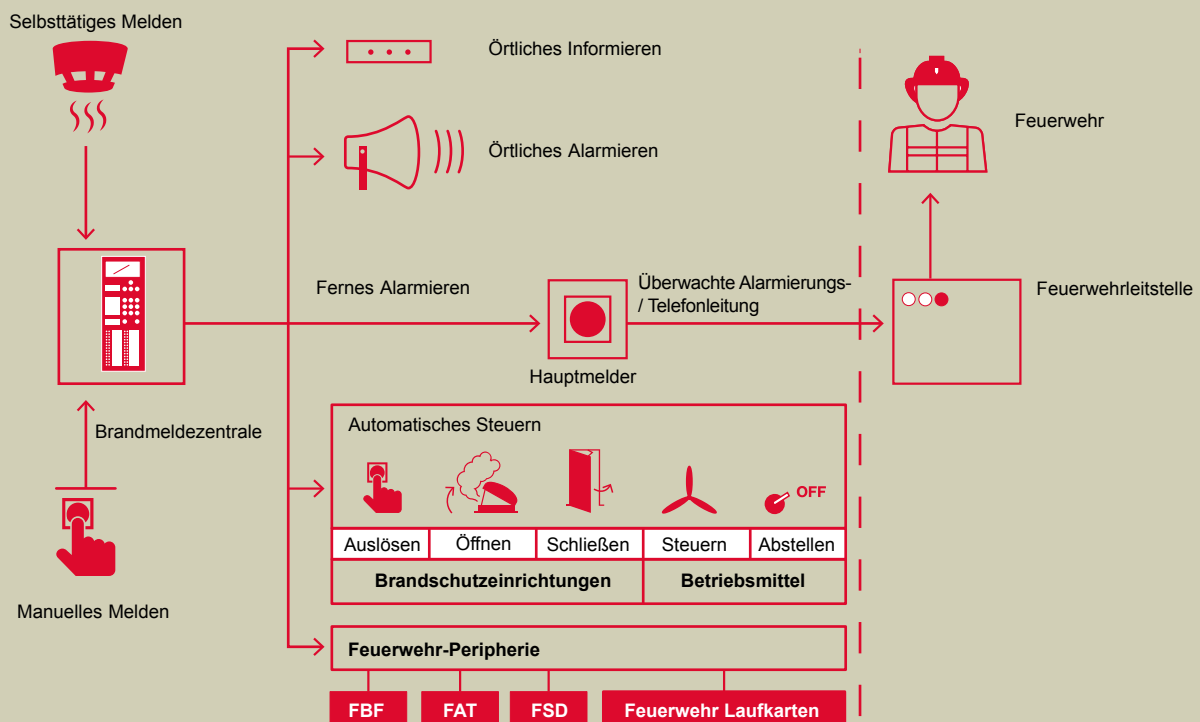 Selbsttätiges Melden
Örtliches Informieren
Örtliches Alarmieren
Feuerwehr
Fernes Alarmieren
Überwachte Alarmierungs-
/ Telefonleitung
Feuerwehrleitstelle
Hauptmelder
Brandmeldezentrale
Manuelles Melden
Automatisches Steuern
OFF
Auslösen Öffnen Schließen Steuern Abstellen
Brandschutzeinrichtungen Betriebsmittel
Feuerwehr-Peripherie
FBF FAT FSD Feuerwehr Laufkarten